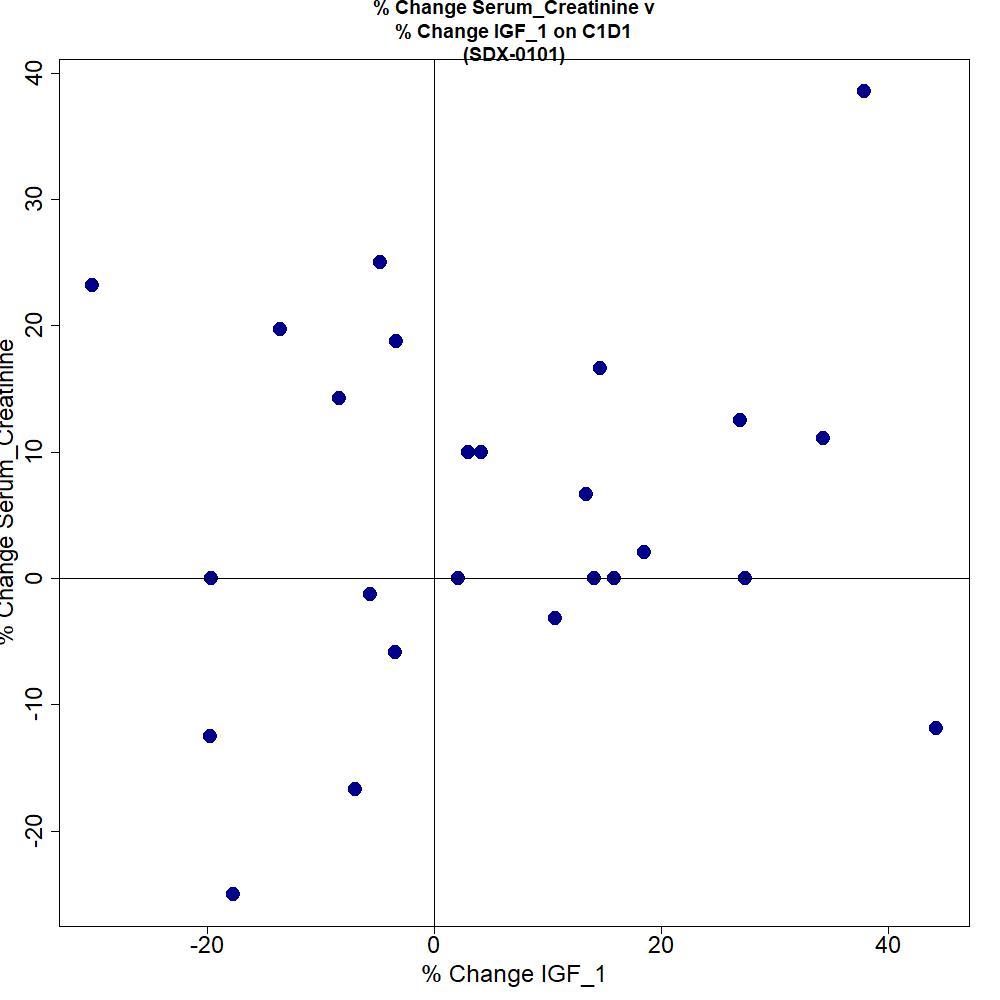 % Change Serum_Creatinine v
% Change IGF_1 on C1D1
(SDX-0101)
40
30
20
10
0
-10
-20
% Change Serum_Creatinine
-20
0
20
40
% Change IGF_1